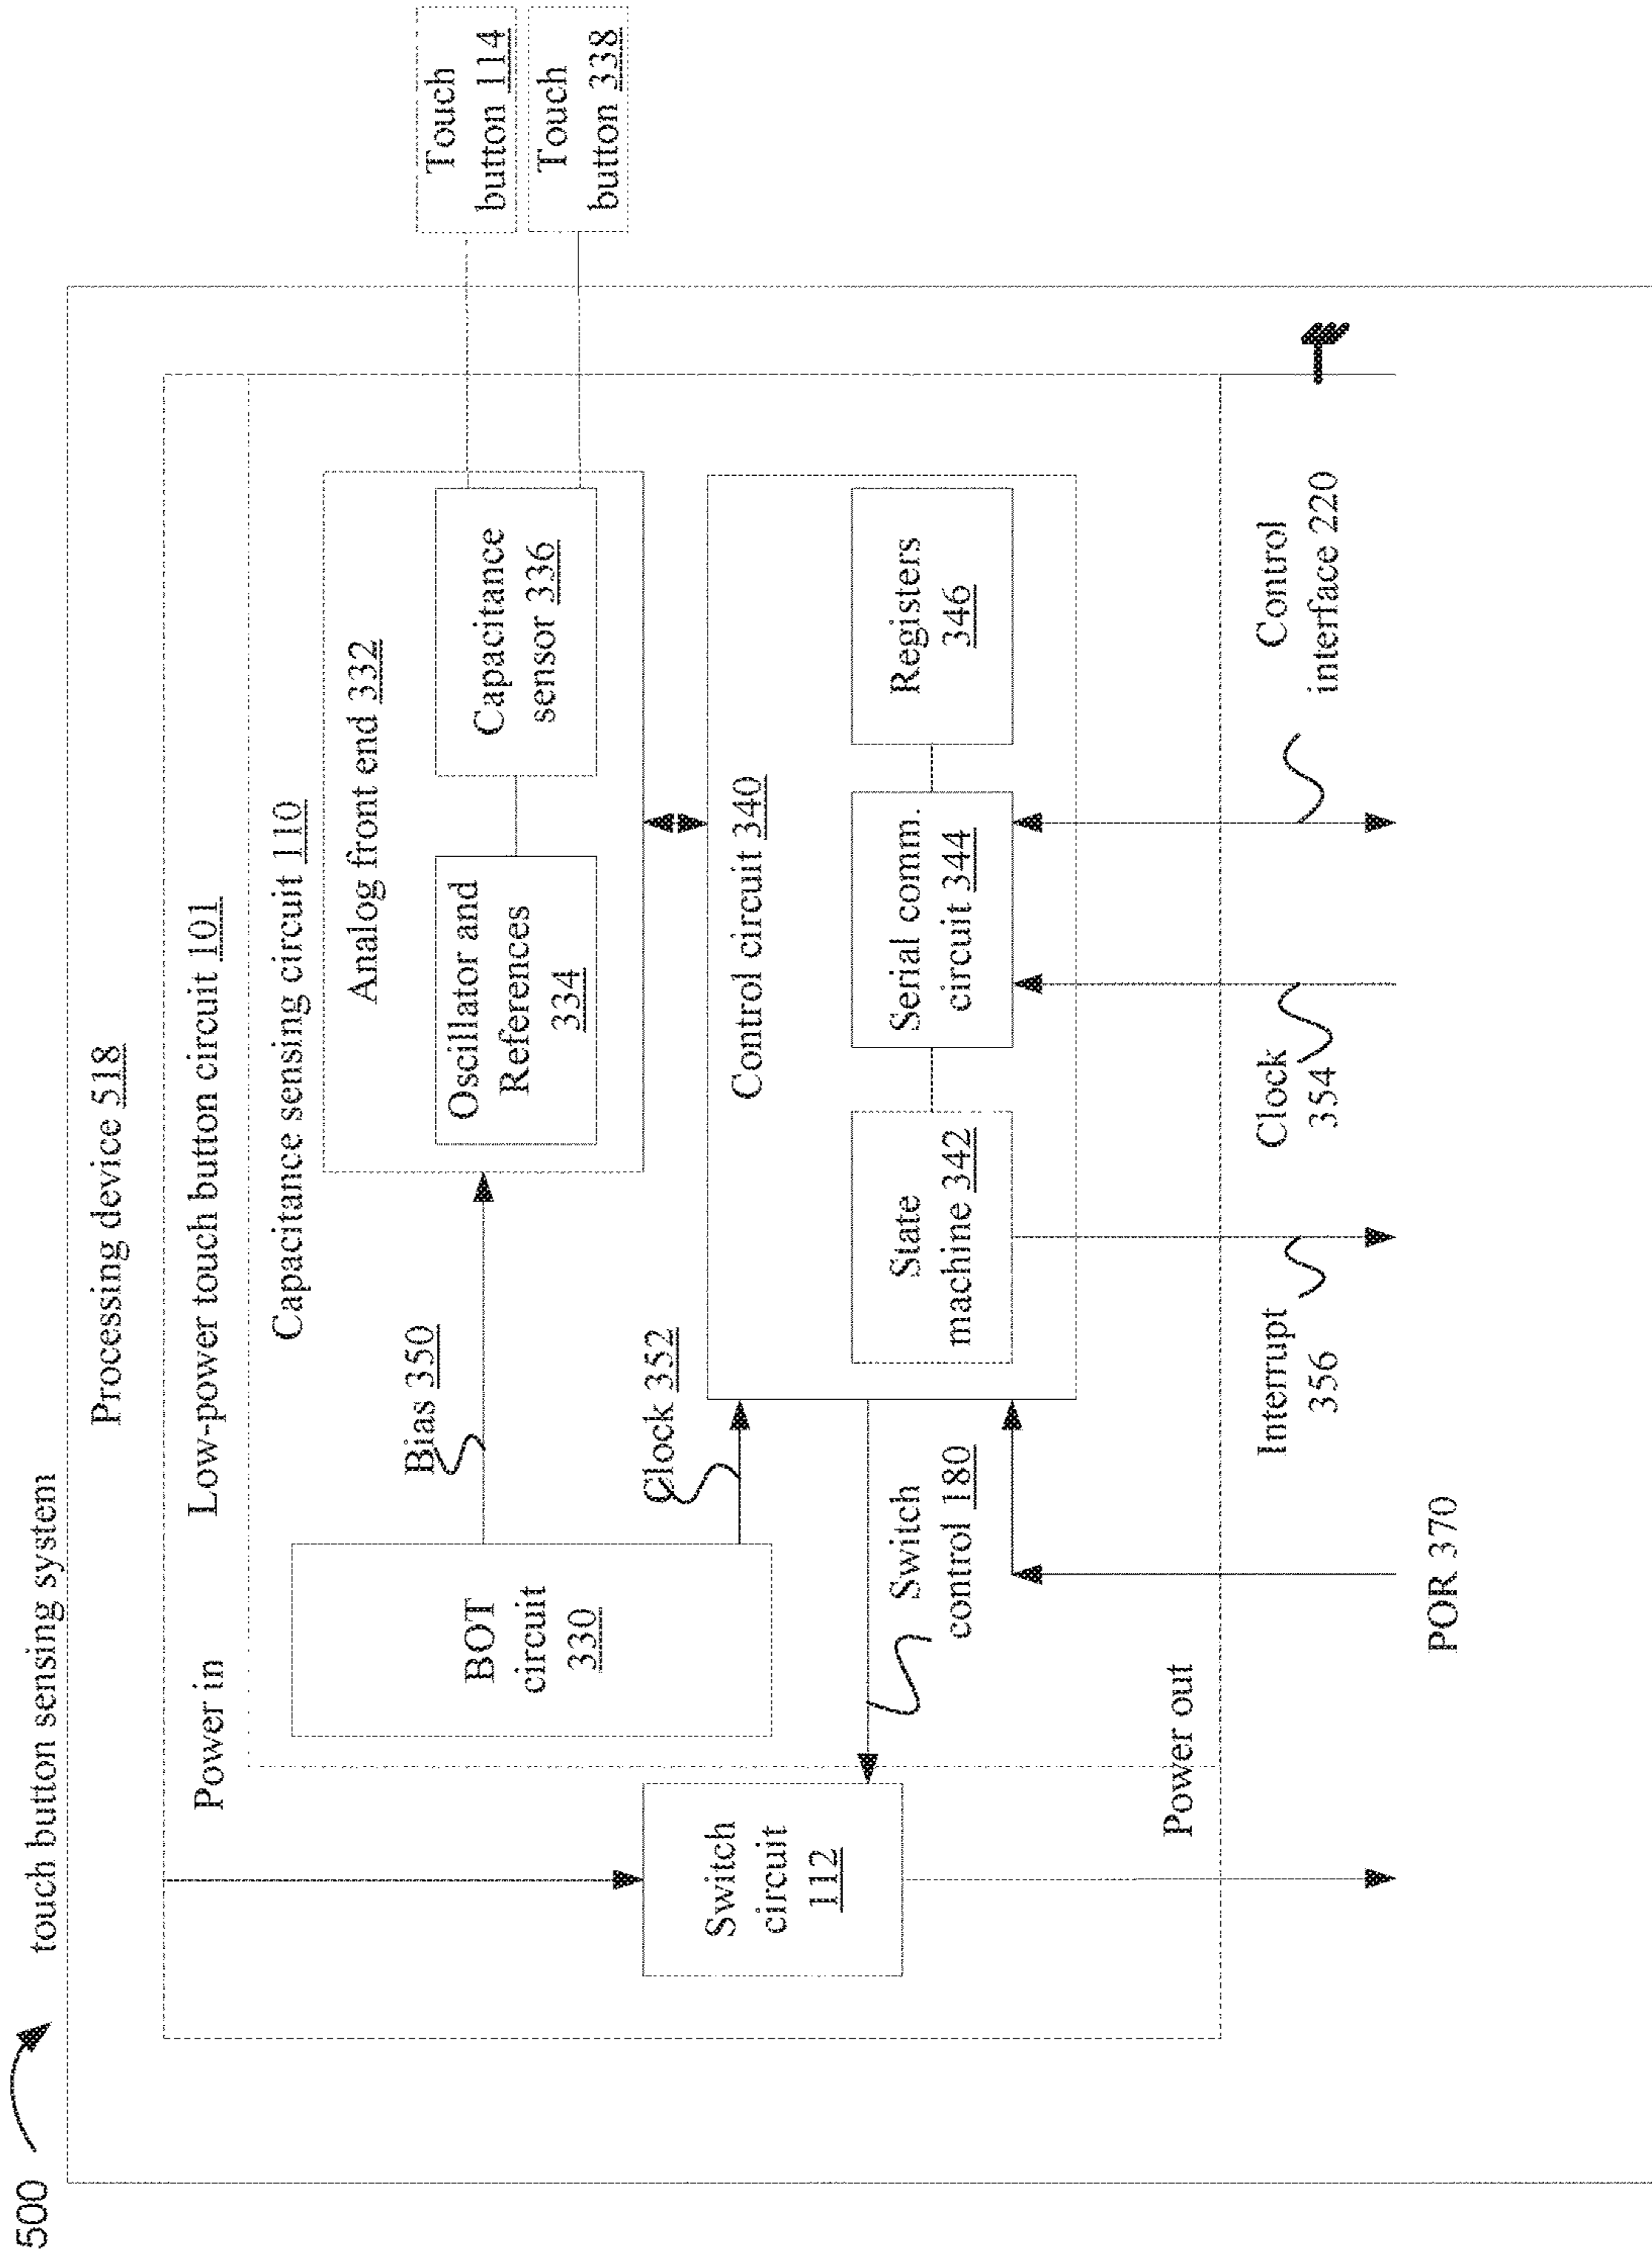 500
touch button sensing system
Processing device 518
Low-power touch button circuit 101
Power in
Capacitance sensing circuit 110
Analog front end 332
BOT
circuit
330
Bias 350
Oscillator and
References
334
Capacitance
sensor 336
Touch
button 114
Touch
button 338
Clock 352
Control circuit 340
Switch
circuit
112
Switch
control 180
State
machine 342
Serial comm.
circuit 344
Registers
346
Power out
Interrupt
356
Clock
354
Control
interface 220
POR 370